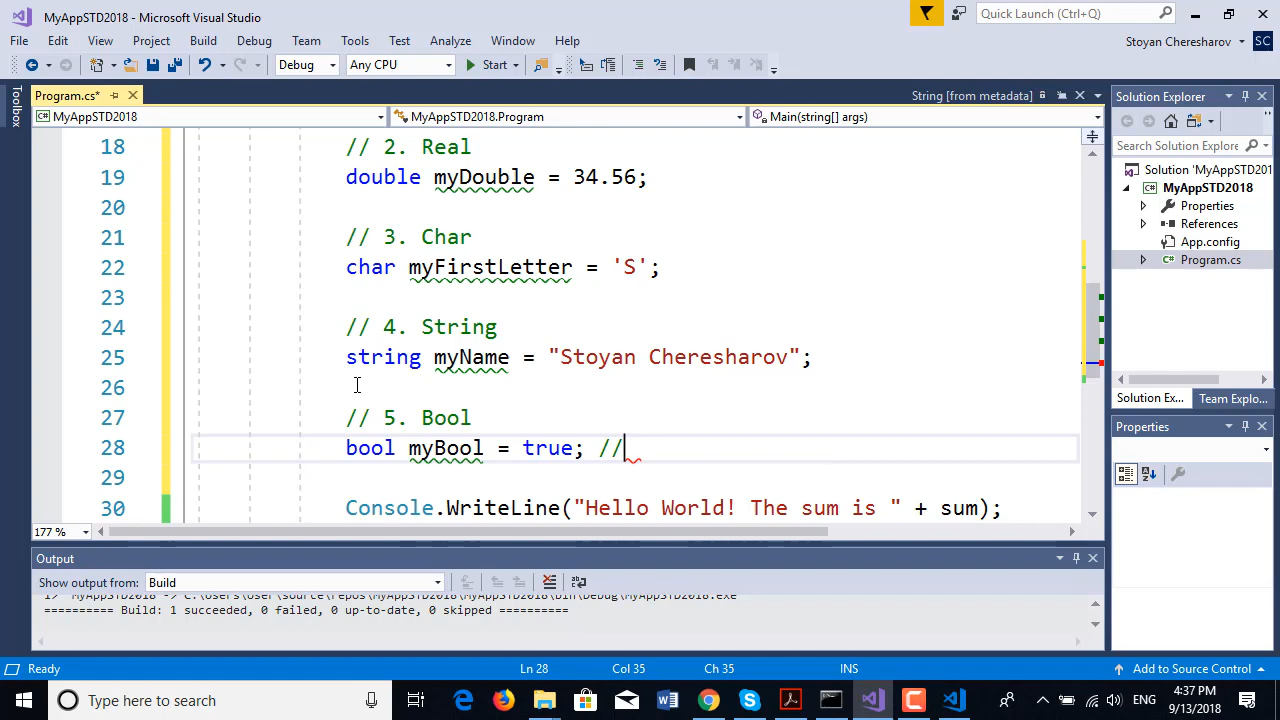 MyAppSTD2018 - Microsoft Visual Studio
Quick Launch (Ctrl+Q)
File Edit View Project Build Debug Team Tools Test Analyze Window Help
Stoyan Cheresharov SC
Debug Any CPU Start
Toolbox
Program.cs* String [from metadata]
MyAppSTD2018 MyAppSTD2018.Program Main(string[] args)
18 // 2. Real
19 double myDouble = 34.56;
20
21 // 3. Char
22 char myFirstLetter = 'S';
23
24 // 4. String
25 string myName = "Stoyan Cheresharov";
26
27 // 5. Bool
28 bool myBool = true; //
29
30 Console.WriteLine("Hello World! The sum is " + sum);
177 %
Output
Show output from: Build
1> MyAppSTD2018 -> C:\Users\User\source\repos\MyAppSTD2018\MyAppSTD2018\bin\Debug\MyAppSTD2018.exe
========== Build: 1 succeeded, 0 failed, 0 up-to-date, 0 skipped ==========
Solution Explorer
Search Solution Explorer
Solution 'MyAppSTD201
MyAppSTD2018
Properties
References
App.config
Program.cs
Solution Ex... Team Explo...
Properties
Ready Ln 28 Col 35 Ch 35 INS Add to Source Control
Type here to search
ENG
4:37 PM
9/13/2018